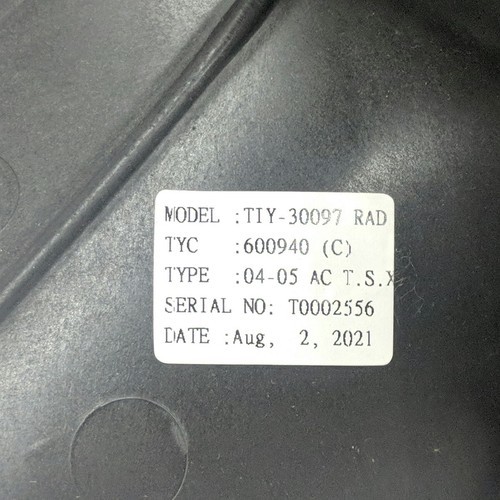 MODEL :TIY-30097 RAD
TYC :600940 (C)
TYPE :04-05 AC T.S.X
SERIAL NO: T0002556
DATE :Aug, 2, 2021